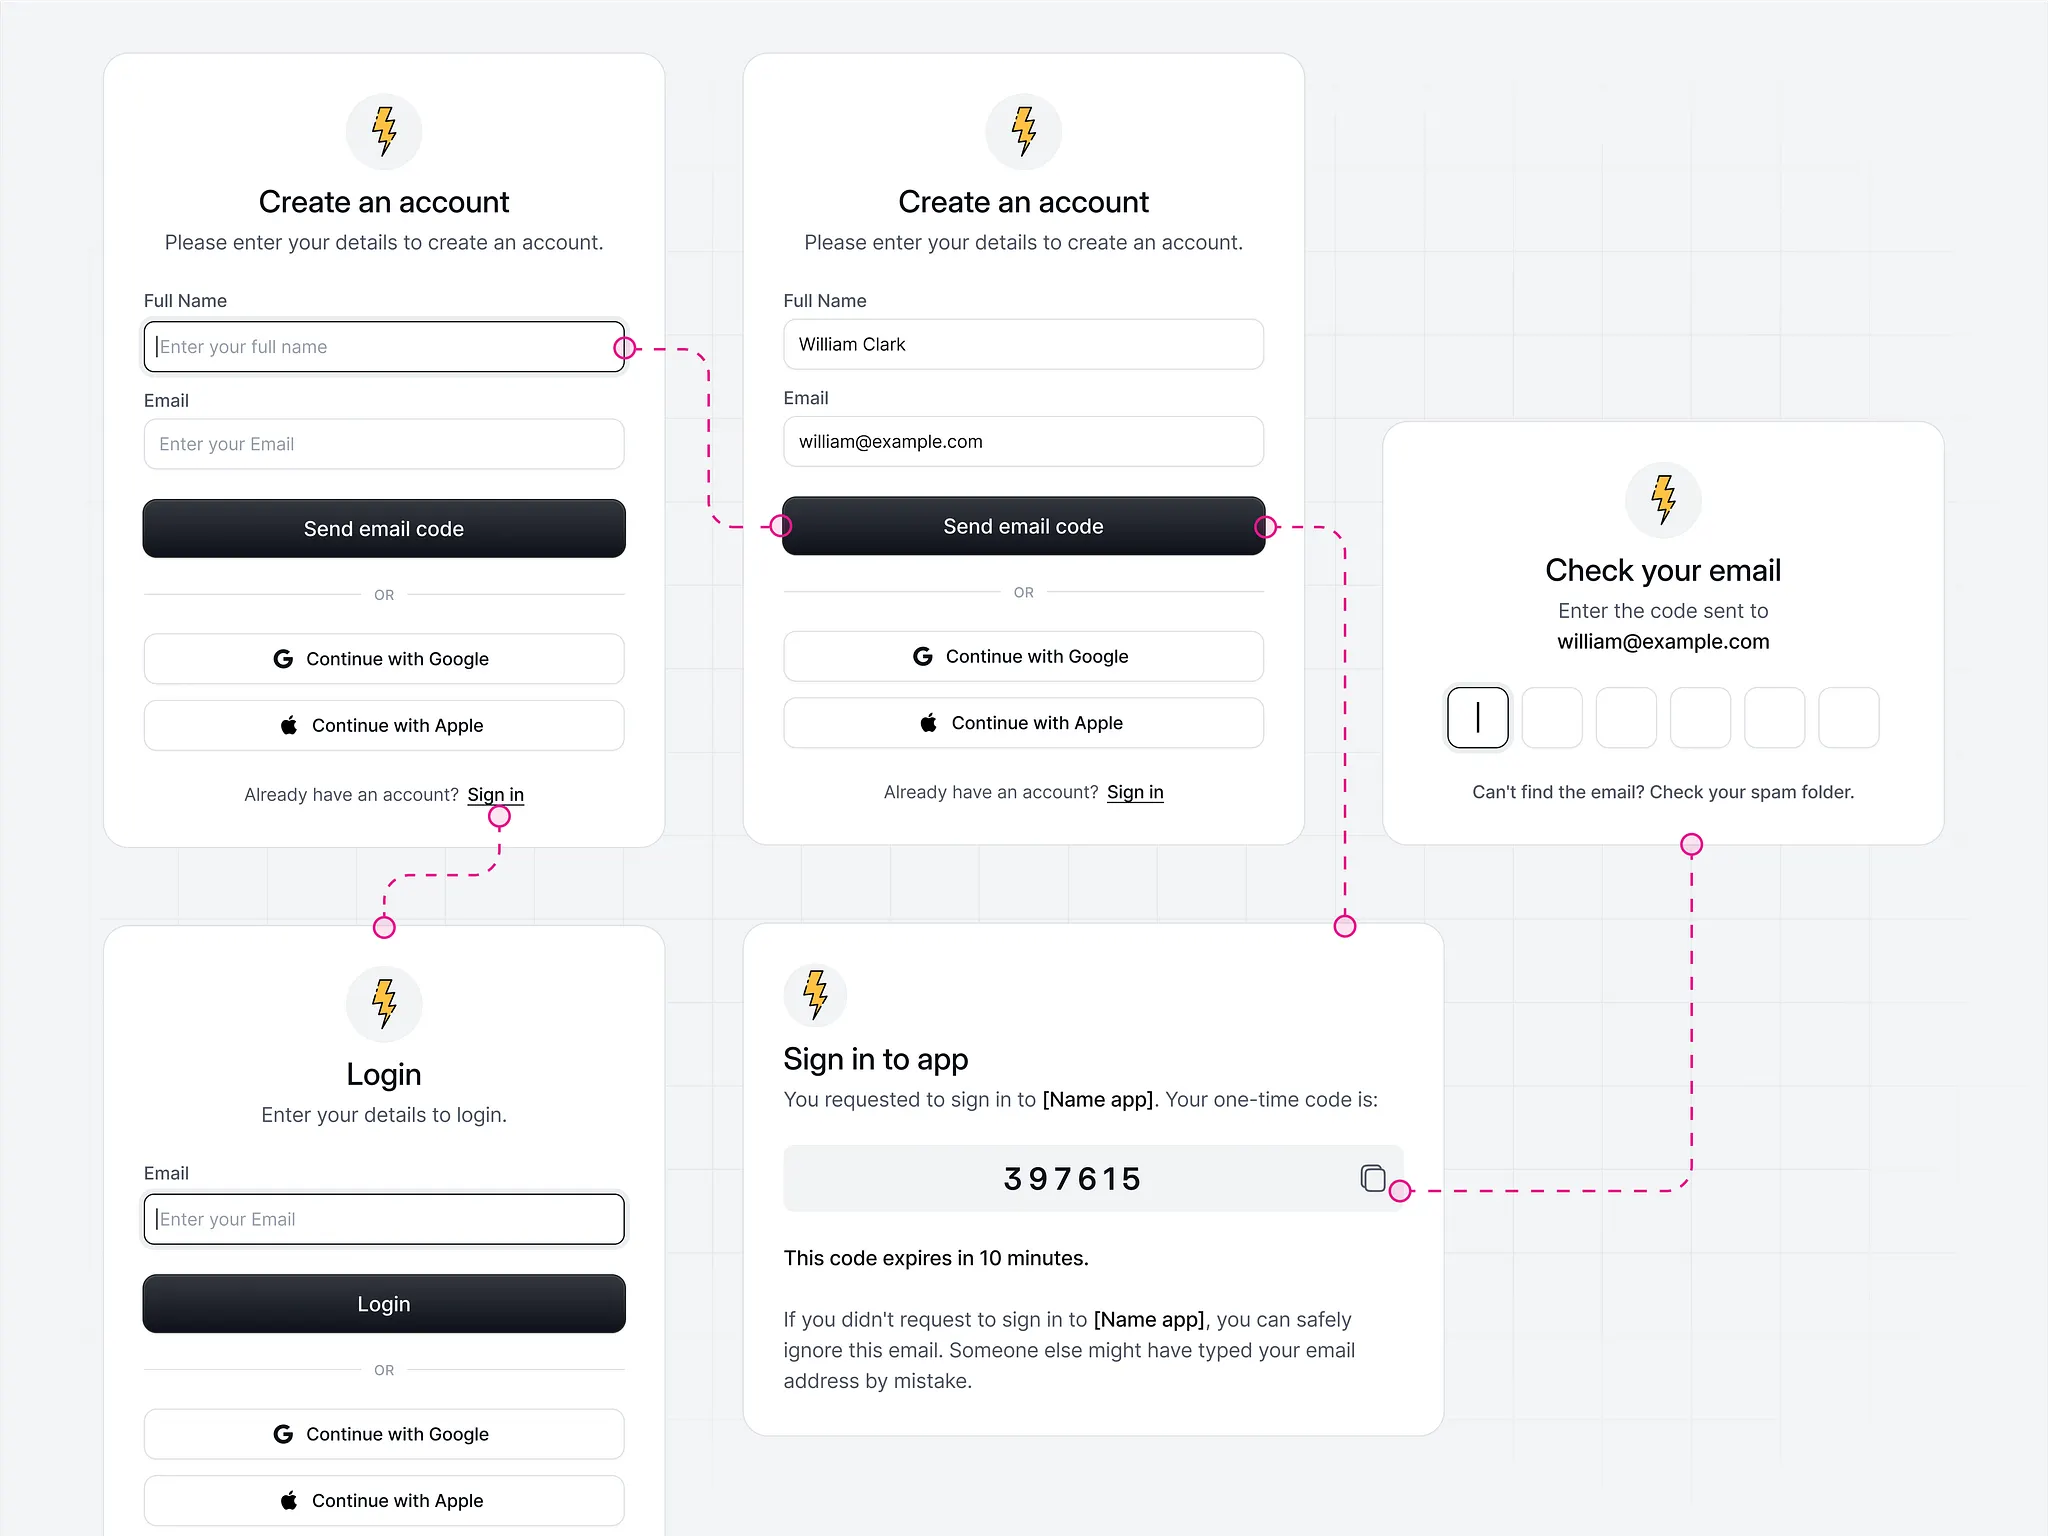 Create an account
Please enter your details to create an account.
Full Name
Enter your full name
Email
Enter your Email
Send email code
OR
Continue with Google
Continue with Apple
Already have an account? Sign in
Create an account
Please enter your details to create an account.
Full Name
William Clark
Email
william@example.com
Send email code
OR
Continue with Google
Continue with Apple
Already have an account? Sign in
Check your email
Enter the code sent to
william@example.com
Can't find the email? Check your spam folder.
Login
Enter your details to login.
Email
Enter your Email
Login
OR
Continue with Google
Continue with Apple
Sign in to app
You requested to sign in to [Name app]. Your one-time code is:
397615
This code expires in 10 minutes.
If you didn't request to sign in to [Name app], you can safely
ignore this email. Someone else might have typed your email
address by mistake.